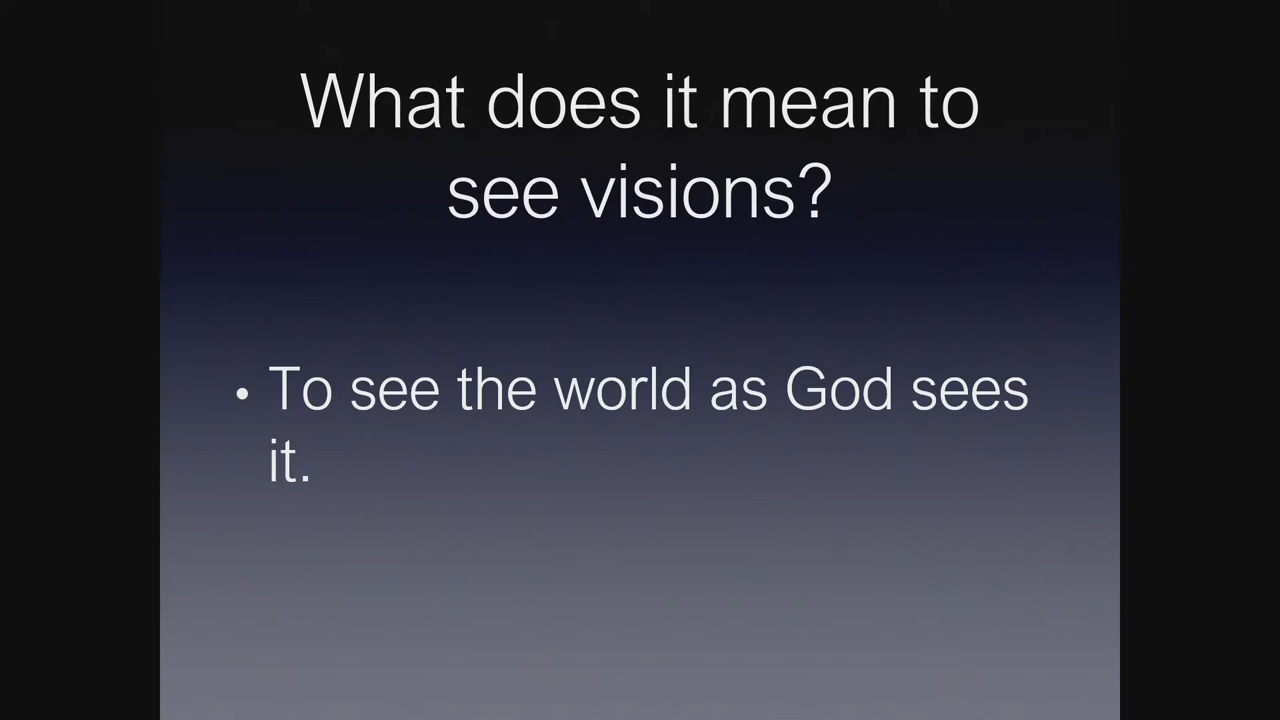 What does it mean to
see visions?
• To see the world as God sees
it.